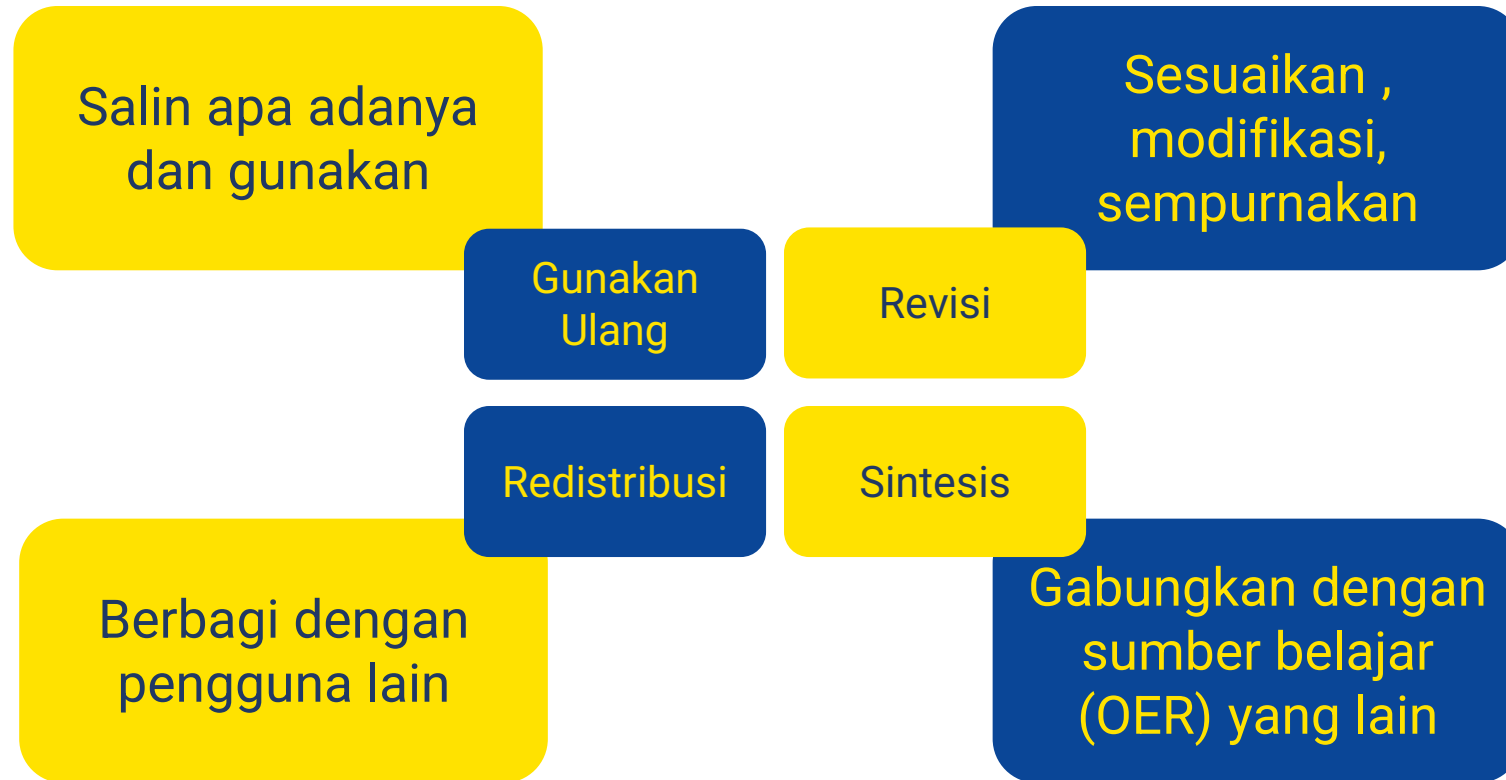 Salin apa adanya
dan gunakan
Sesuaikan ,
modifikasi,
sempurnakan
Gunakan
Ulang
Revisi
Redistribusi
Sintesis
Berbagi dengan
pengguna lain
Gabungkan dengan
sumber belajar
(OER) yang lain